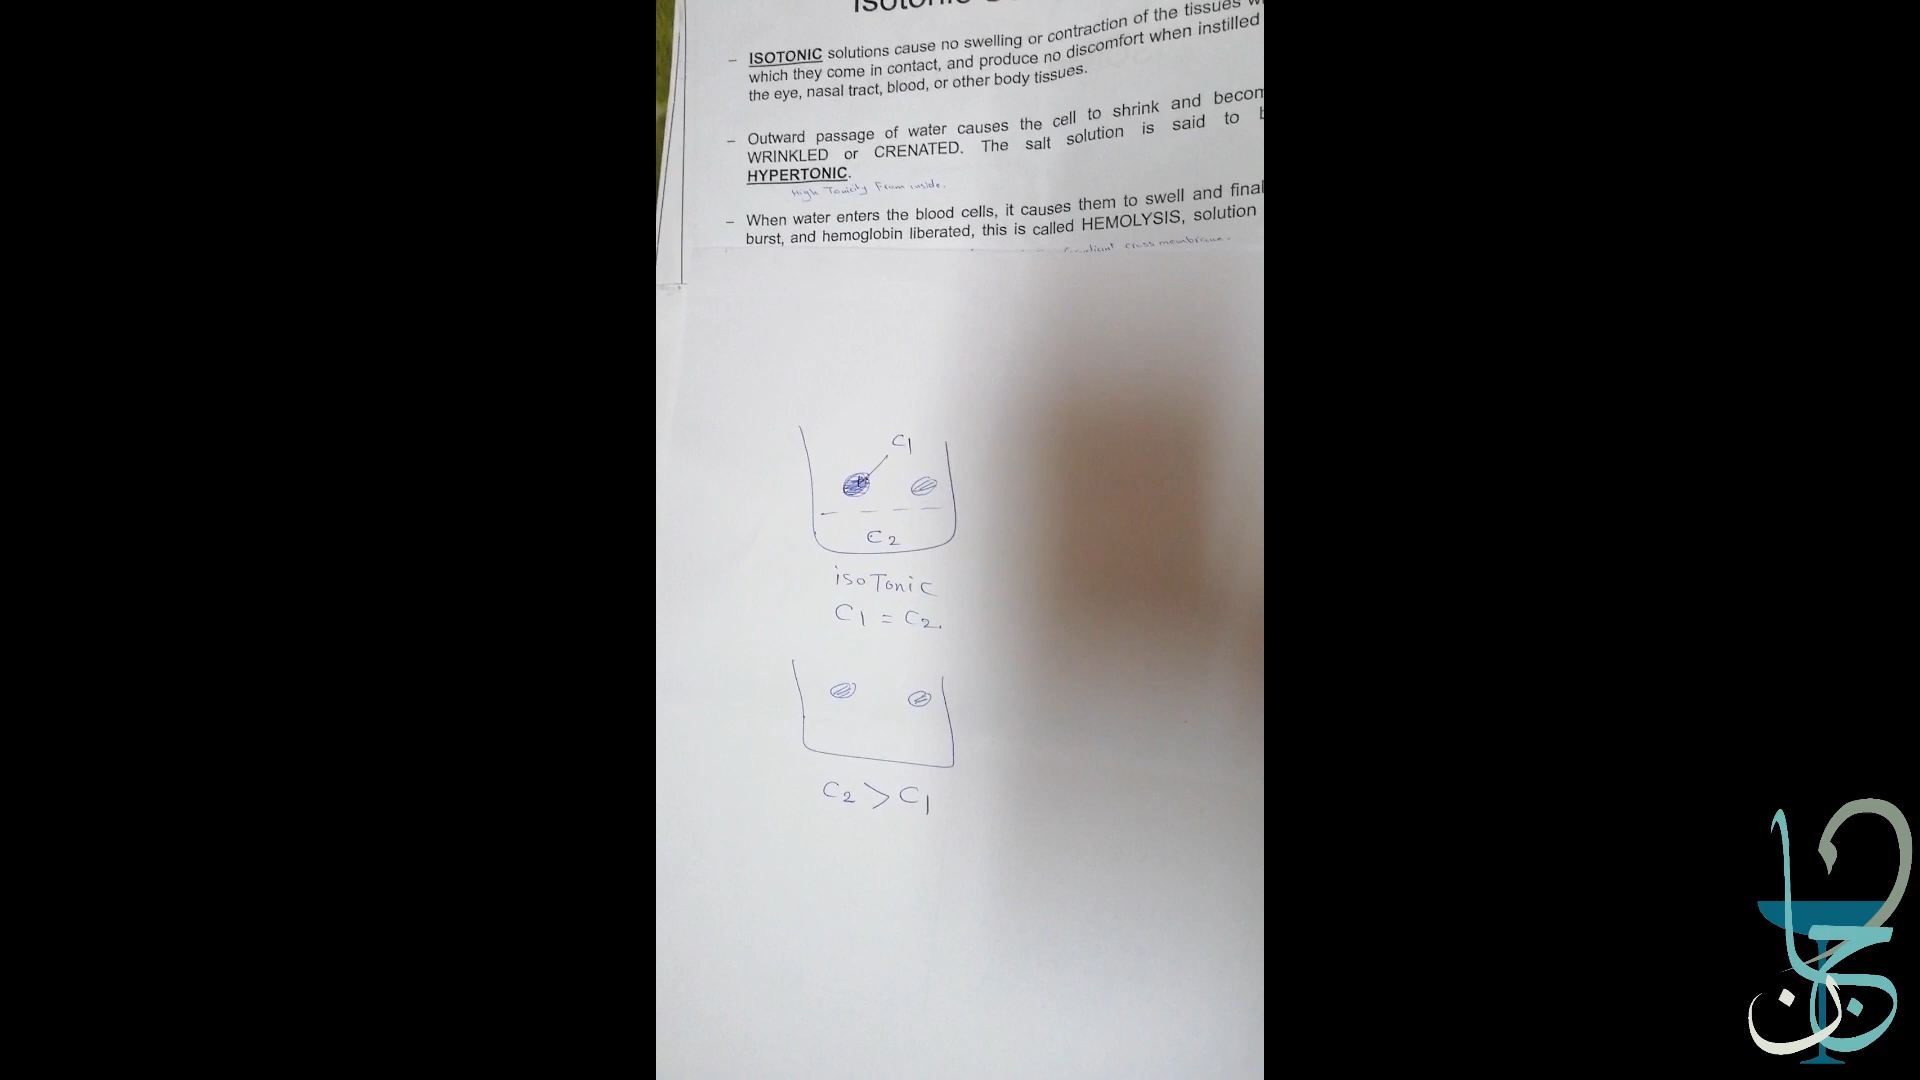 – ISOTONIC solutions cause no swelling or contraction of the tissues
which they come in contact, and produce no discomfort when instilled
the eye, nasal tract, blood, or other body tissues.
– Outward passage of water causes the cell to shrink and becom
WRINKLED or CRENATED. The salt solution is said to
HYPERTONIC.
High Tonicity From inside.
– When water enters the blood cells, it causes them to swell and final
burst, and hemoglobin liberated, this is called HEMOLYSIS, solution
cross membrane.
C1
C2
isoTonic
C1 = C2.
C2 > C1